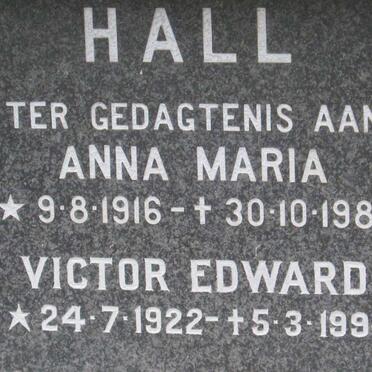 HALL
TER GEDAGTENIS AAN
ANNA MARIA
★ 9·8·1916 – ✝ 30·10·198
VICTOR EDWARD
★ 24·7·1922 – ✝ 5·3·199